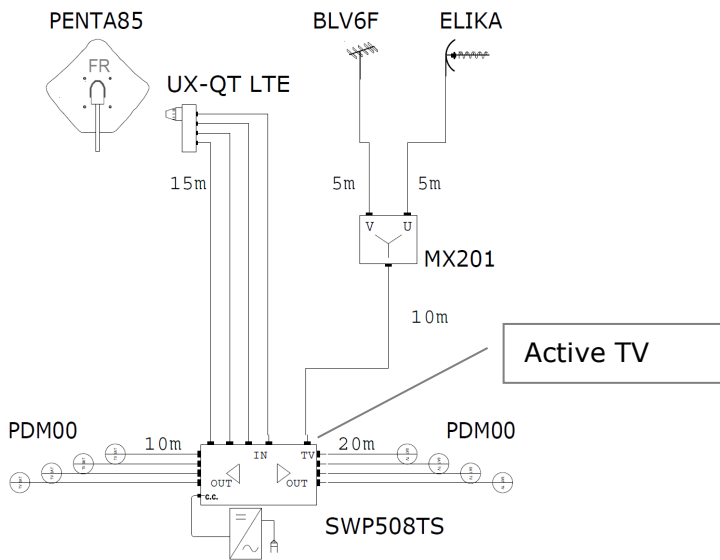 PENTA85
BLV6F
ELIKA
FR
UX-QT LTE
15m
5m
5m
V
U
MX201
10m
Active TV
PDM00
10m
IN
TV
20m
PDM00
OUT
OUT
c.c.
SWP508TS